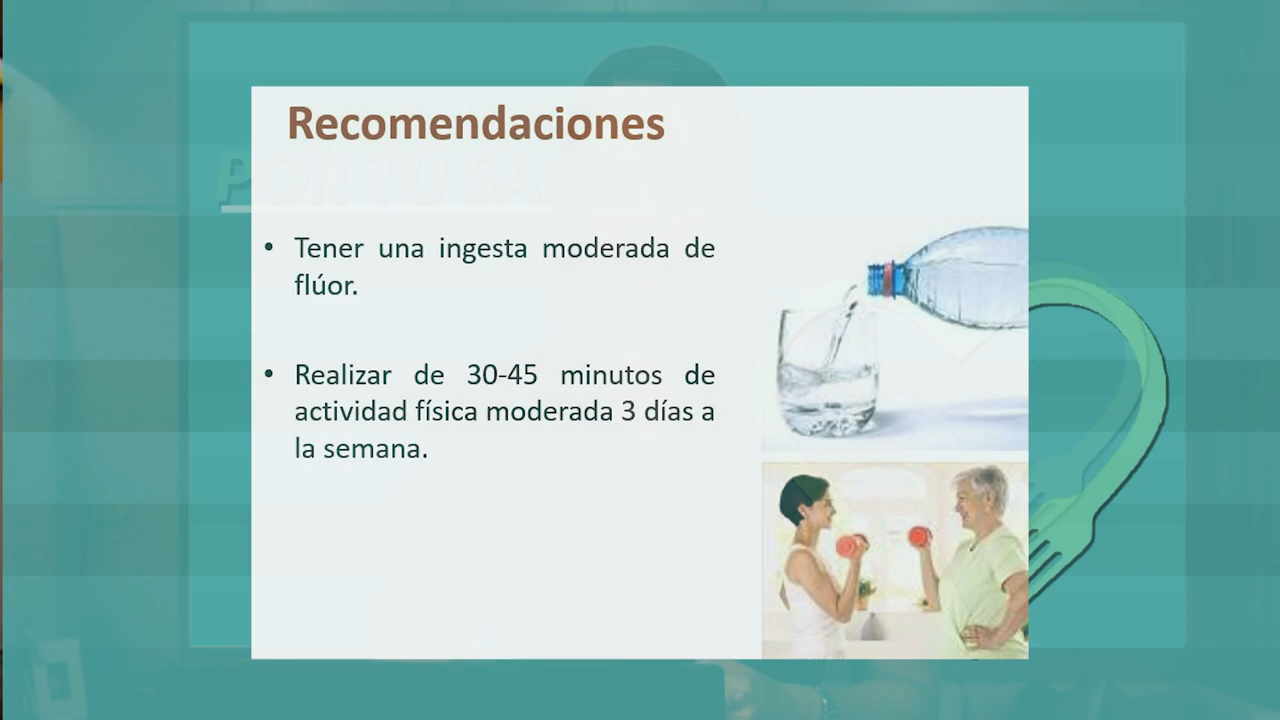 Recomendaciones
• Tener una ingesta moderada de
flúor.
• Realizar de 30-45 minutos de
actividad física moderada 3 días a
la semana.